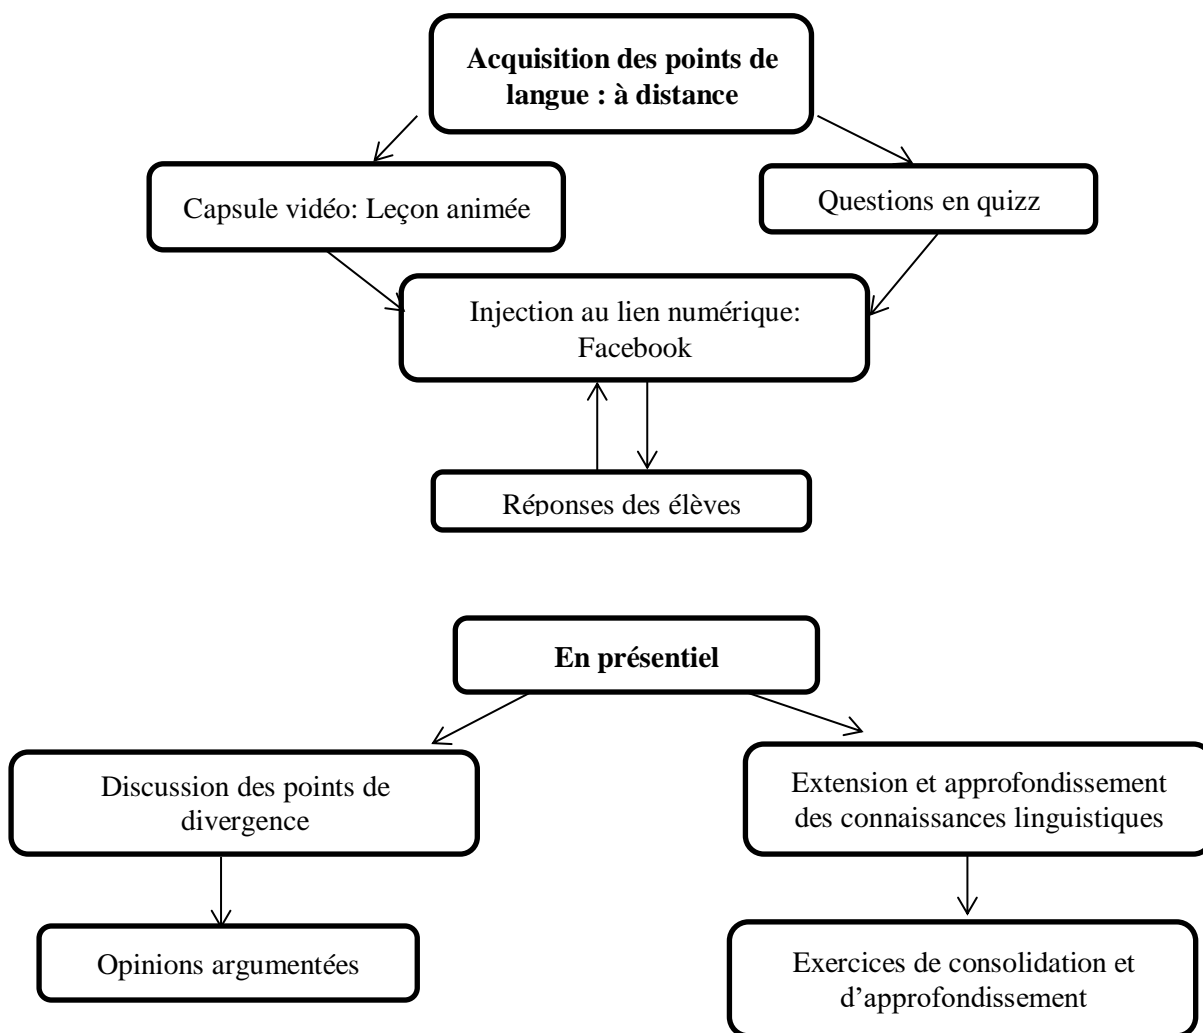 Acquisition des points de
langue : à distance
Capsule vidéo: Leçon animée
Questions en quizz
Injection au lien numérique:
Facebook
Réponses des élèves
En présentiel
Discussion des points de
divergence
Extension et approfondissement
des connaissances linguistiques
Opinions argumentées
Exercices de consolidation et
d’approfondissement